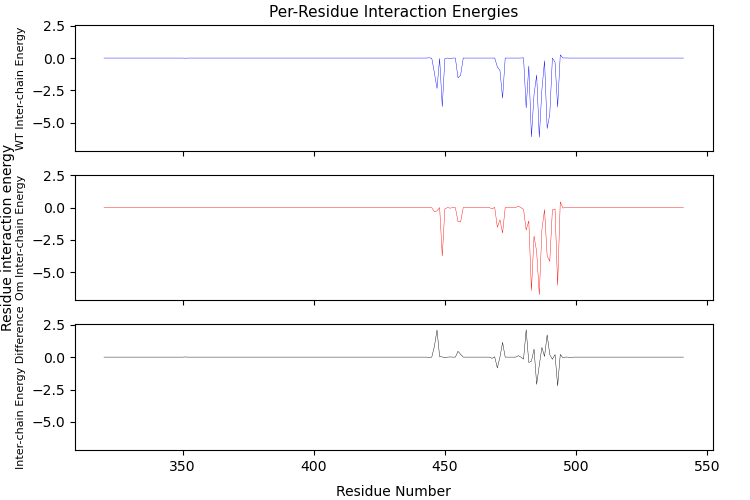 Per-Residue Interaction Energies
Residue interaction energy
WT Inter-chain Energy
2.5
0.0
−2.5
−5.0
Om Inter-chain Energy
2.5
0.0
−2.5
−5.0
Inter-chain Energy Difference
2.5
0.0
−2.5
−5.0
350 400 450 500 550
Residue Number